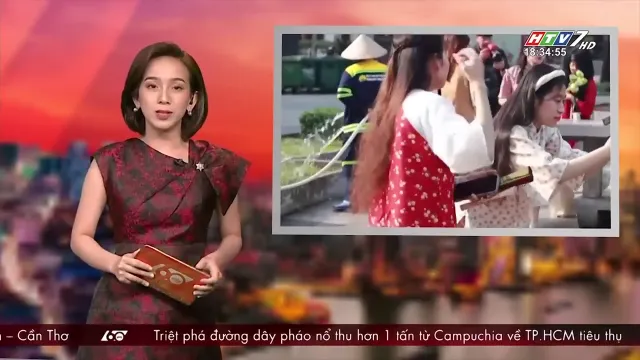 HTV7 HD
18:34:55
– Cần Thơ
60 Triệt phá đường dây pháo nổ thu hơn 1 tấn từ Campuchia về TP.HCM tiêu thụ